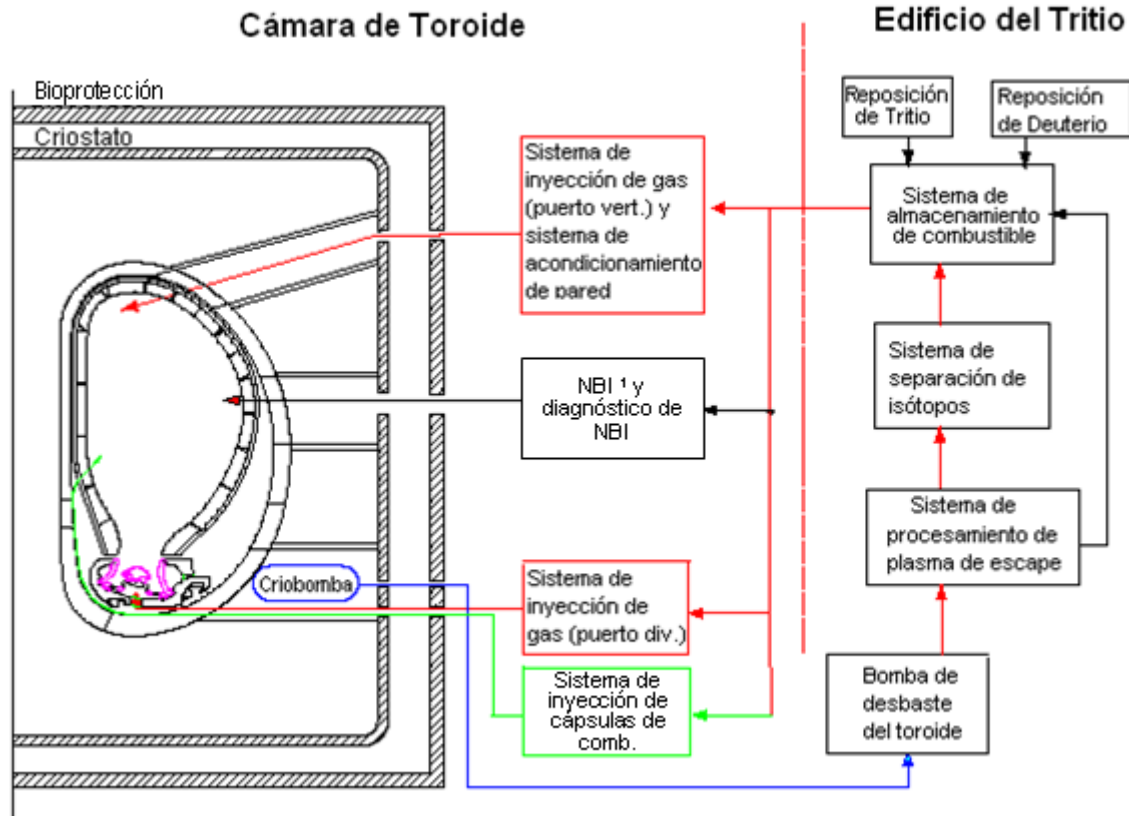 Cámara de Toroide
Edificio del Tritio
Bioprotección
Criostato
Sistema de
inyección de gas
(puerto vert.) y
sistema de
acondicionamiento
de pared
NBI ¹ y
diagnóstico de
NBI
Criobomba
Sistema de
inyección de
gas (puerto div.)
Sistema de
inyección de
cápsulas de
comb.
Reposición
de Tritio
Reposición
de Deuterio
Sistema de
almacenamiento
de combustible
Sistema de
separación de
isótopos
Sistema de
procesamiento de
plasma de escape
Bomba de
desbaste
del toroide